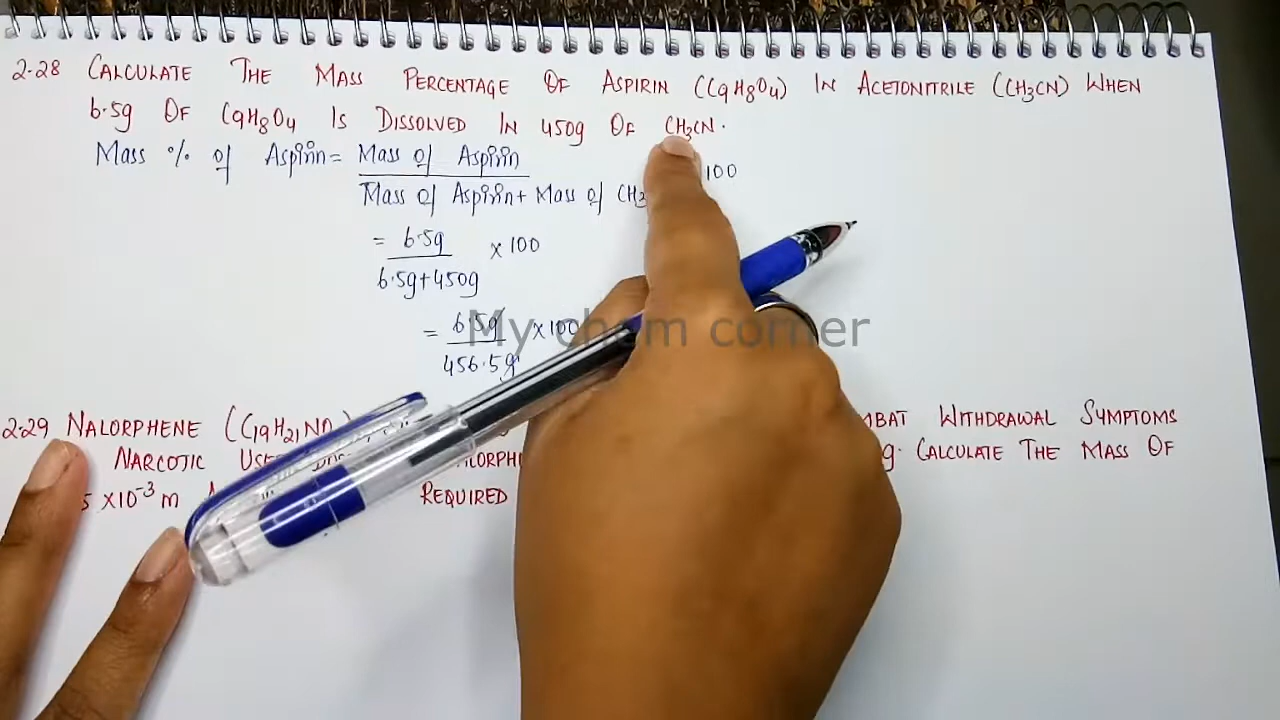 2.28 CALCULATE THE MASS PERCENTAGE OF ASPIRIN (C9H8O4) IN ACETONITRILE (CH3CN) WHEN
6.5g OF C9H8O4 IS DISSOLVED IN 450g OF CH3CN.
Mass % of Aspirin = Mass of Aspirin
100
Mass of Aspirin + Mass of CH3
= 6.5g × 100
6.5g+450g
= 6.5g × 100
456.5g
My chem corner
2.29 NALORPHENE (C19H21NO WITHDRAWAL SYMPTOMS
NARCOTIC g. CALCULATE THE MASS OF
5 ×10-3 m REQUIRED